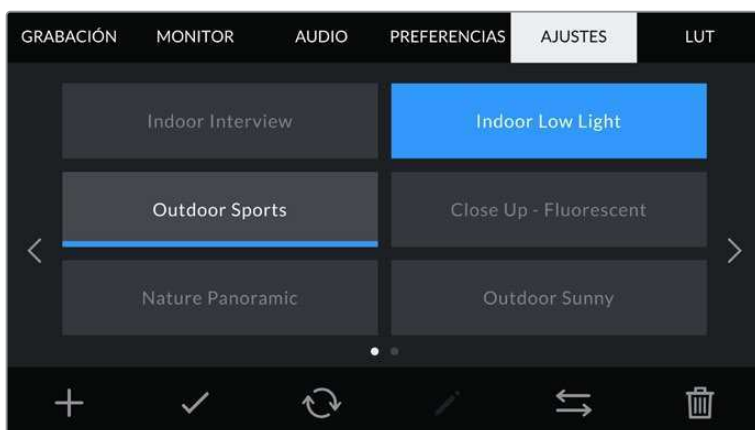 GRABACIÓN MONITOR AUDIO PREFERENCIAS AJUSTES LUT
Indoor Interview Indoor Low Light
Outdoor Sports Close Up - Fluorescent
Nature Panoramic Outdoor Sunny